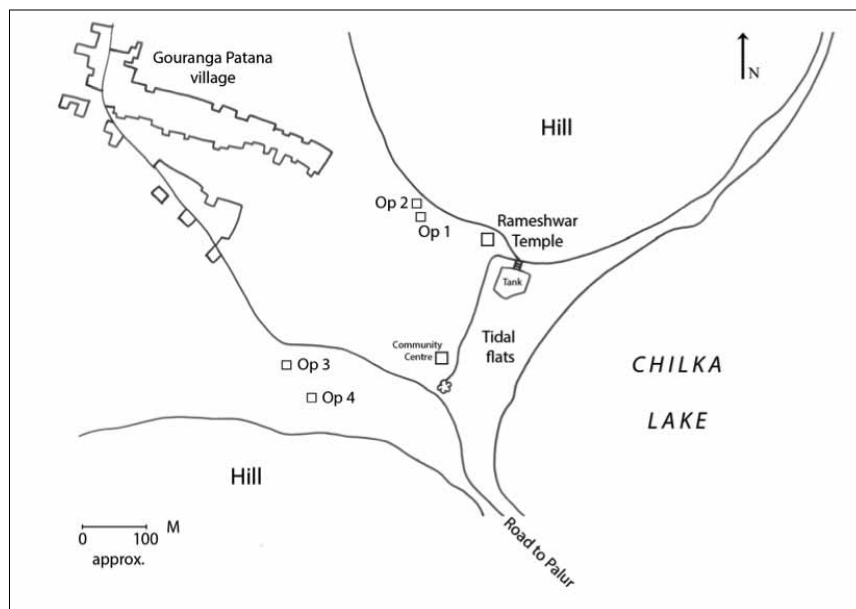 Gouranga Patana
village
N
Hill
Op 2
Op 1
Rameshwar
Temple
Tank
Community
Centre
Tidal
flats
Op 3
Op 4
CHILKA
LAKE
Hill
0 100 M
approx.
Road to Palur